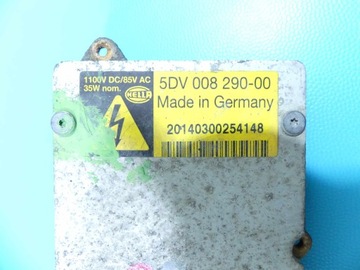 1100V DC/85V AC
35W nom.
HELLA
5DV 008 290-00
Made in Germany
20140300254148